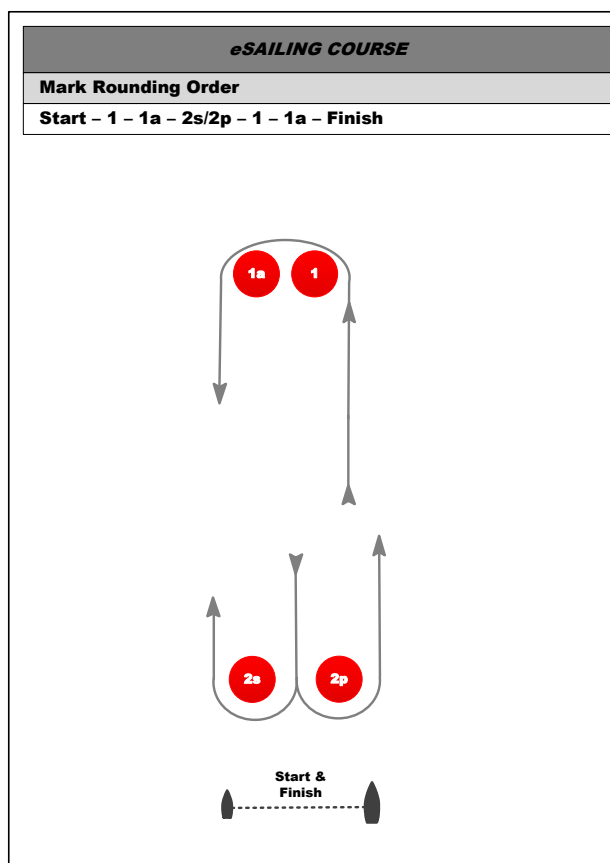 eSAILING COURSE
Mark Rounding Order
Start – 1 – 1a – 2s/2p – 1 – 1a – Finish
1a 1
2s 2p
Start &
Finish